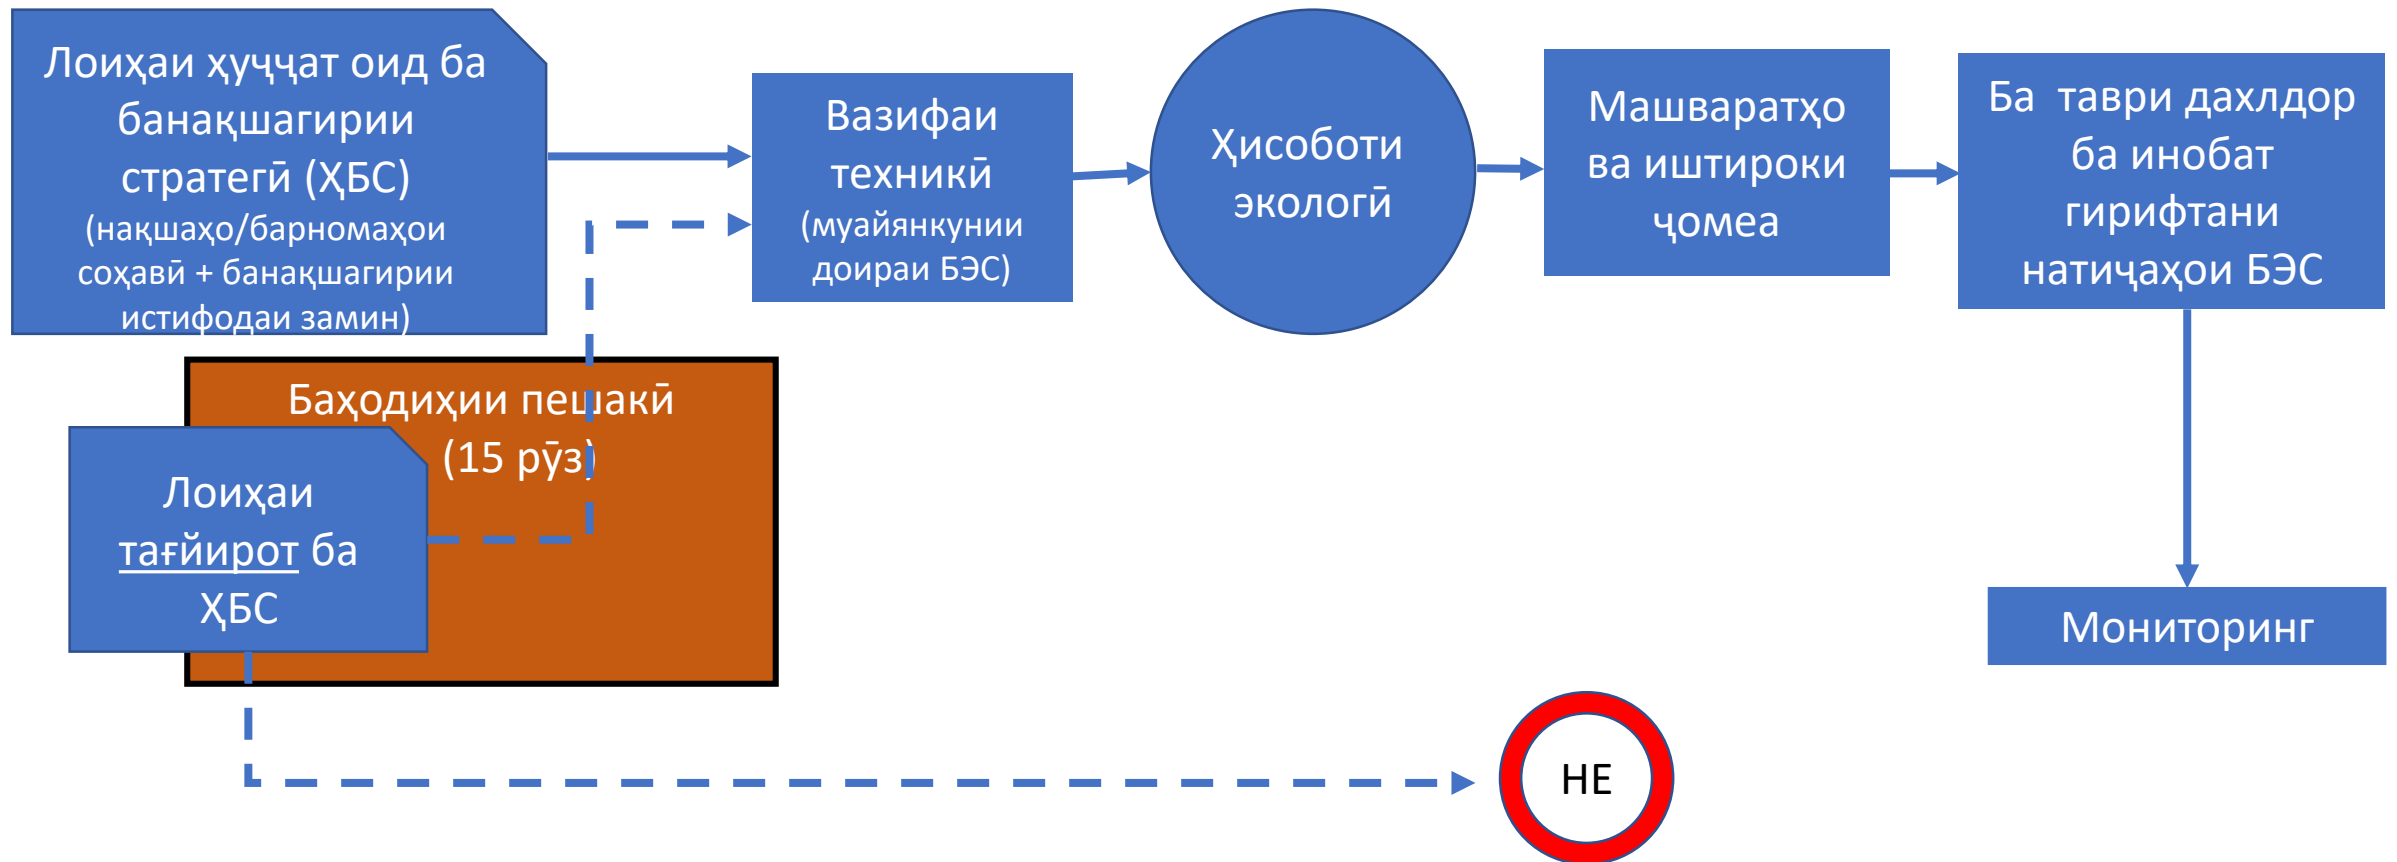 Лоиҳаи ҳуҷҷат оид ба
банақшагирии
стратегӣ (ҲБС)
(нақшаҳо/барномаҳои
соҳавӣ + банақшагирии
истифодаи замин)
Вазифаи
техникӣ
(муайянкунии
доираи БЭС)
Ҳисоботи
экологӣ
Машваратҳо
ва иштироки
ҷомеа
Ба  таври дахлдор
ба инобат
гирифтани
натиҷаҳои БЭС
Баҳодиҳии пешакӣ
(15 рӯз)
Лоиҳаи
тағйирот ба
ҲБС
Мониторинг
НЕ